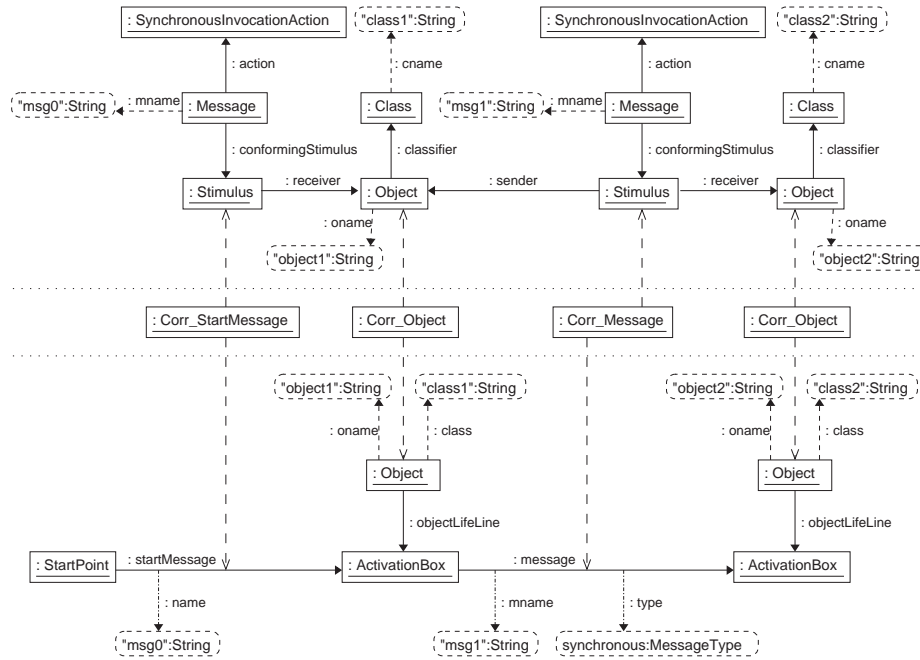 : SynchronousInvocationAction
"class1":String
: SynchronousInvocationAction
"class2":String
: action
: cname
: action
: cname
"msg0":String
: mname
: Message
: Class
"msg1":String
: mname
: Message
: Class
: conformingStimulus
: classifier
: conformingStimulus
: classifier
: Stimulus
: receiver
: Object
: sender
: Stimulus
: receiver
: Object
: oname
: oname
"object1":String
"object2":String
: Corr_StartMessage
: Corr_Object
: Corr_Message
: Corr_Object
"object1":String
"class1":String
"object2":String
"class2":String
: oname
: class
: oname
: class
: Object
: Object
: objectLifeLine
: objectLifeLine
: StartPoint
: startMessage
: ActivationBox
: message
: ActivationBox
: name
: mname
: type
"msg0":String
"msg1":String
synchronous:MessageType